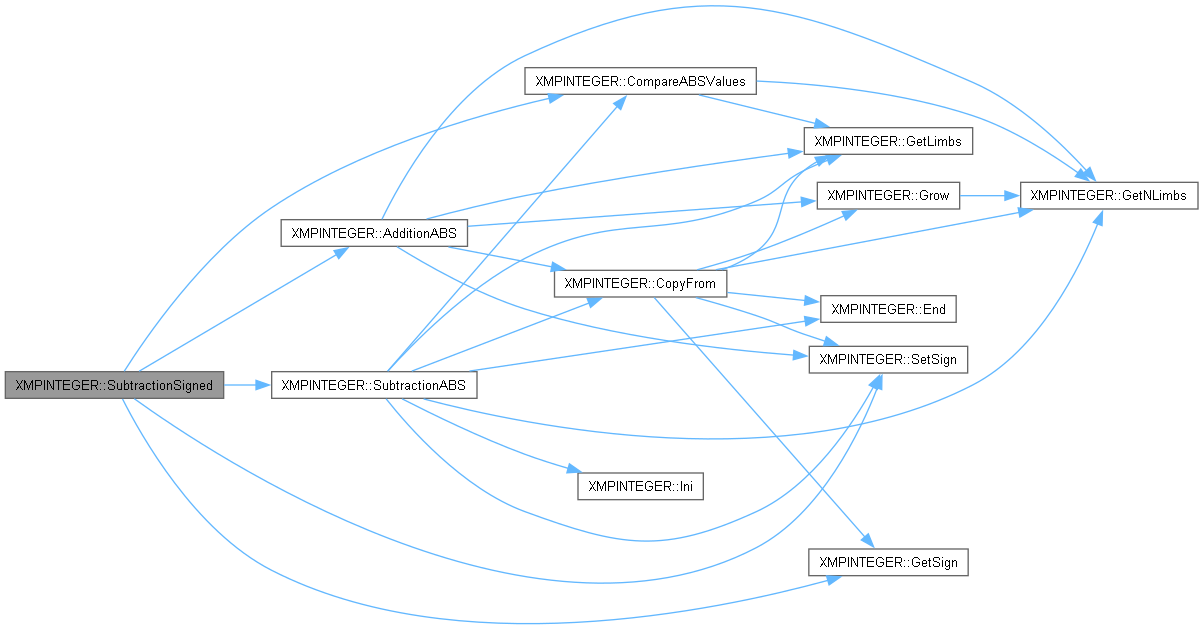 XMPINTEGER::CompareABSValues
XMPINTEGER::GetLimbs
XMPINTEGER::Grow
XMPINTEGER::GetNLimbs
XMPINTEGER::AdditionABS
XMPINTEGER::CopyFrom
XMPINTEGER::End
XMPINTEGER::SetSign
XMPINTEGER::SubtractionSigned
XMPINTEGER::SubtractionABS
XMPINTEGER::Ini
XMPINTEGER::GetSign